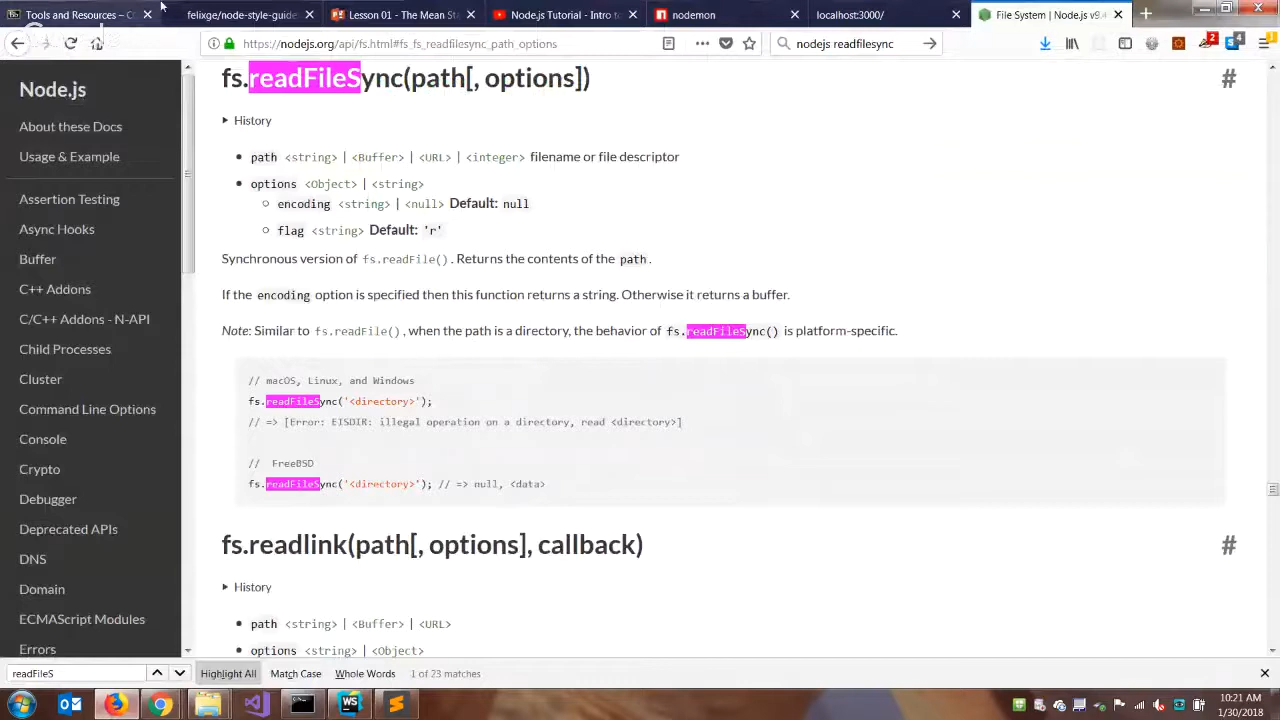 Tools and Resources - C
felixge/node-style-guide:
Lesson 01 - The Mean Sta
Node.js Tutorial - Intro to
nodemon
localhost:3000/
File System | Node.js v9.4
https://nodejs.org/api/fs.html#fs_fs_readfilesync_path_options
nodejs readfilesync
2
4
1
Node.js
About these Docs
Usage & Example
Assertion Testing
Async Hooks
Buffer
C++ Addons
C/C++ Addons - N-API
Child Processes
Cluster
Command Line Options
Console
Crypto
Debugger
Deprecated APIs
DNS
Domain
ECMAScript Modules
Errors
fs.readFileSync(path[, options])
#
History
path <string> | <Buffer> | <URL> | <integer> filename or file descriptor
options <Object> | <string>
encoding <string> | <null> Default: null
flag <string> Default: 'r'
Synchronous version of fs.readFile(). Returns the contents of the path.
If the encoding option is specified then this function returns a string. Otherwise it returns a buffer.
Note: Similar to fs.readFile(), when the path is a directory, the behavior of fs.readFileSync() is platform-specific.
// macOS, Linux, and Windows
fs.readFileSync('<directory>');
// => [Error: EISDIR: illegal operation on a directory, read <directory>]
// FreeBSD
fs.readFileSync('<directory>'); // => null, <data>
fs.readlink(path[, options], callback)
#
History
path <string> | <Buffer> | <URL>
options <string> | <Object>
readFileS
Highlight All
Match Case
Whole Words
1 of 23 matches
WS
10:21 AM
1/30/2018